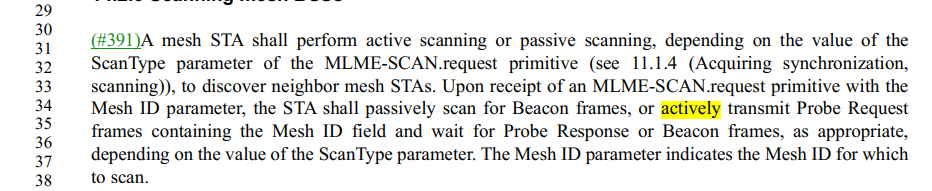 29
30
31 (#391)A mesh STA shall perform active scanning or passive scanning, depending on the value of the
32 ScanType parameter of the MLME-SCAN.request primitive (see 11.1.4 (Acquiring synchronization,
33 scanning)), to discover neighbor mesh STAs. Upon receipt of an MLME-SCAN.request primitive with the
34 Mesh ID parameter, the STA shall passively scan for Beacon frames, or actively transmit Probe Request
35 frames containing the Mesh ID field and wait for Probe Response or Beacon frames, as appropriate,
36
37 depending on the value of the ScanType parameter. The Mesh ID parameter indicates the Mesh ID for which
38 to scan.